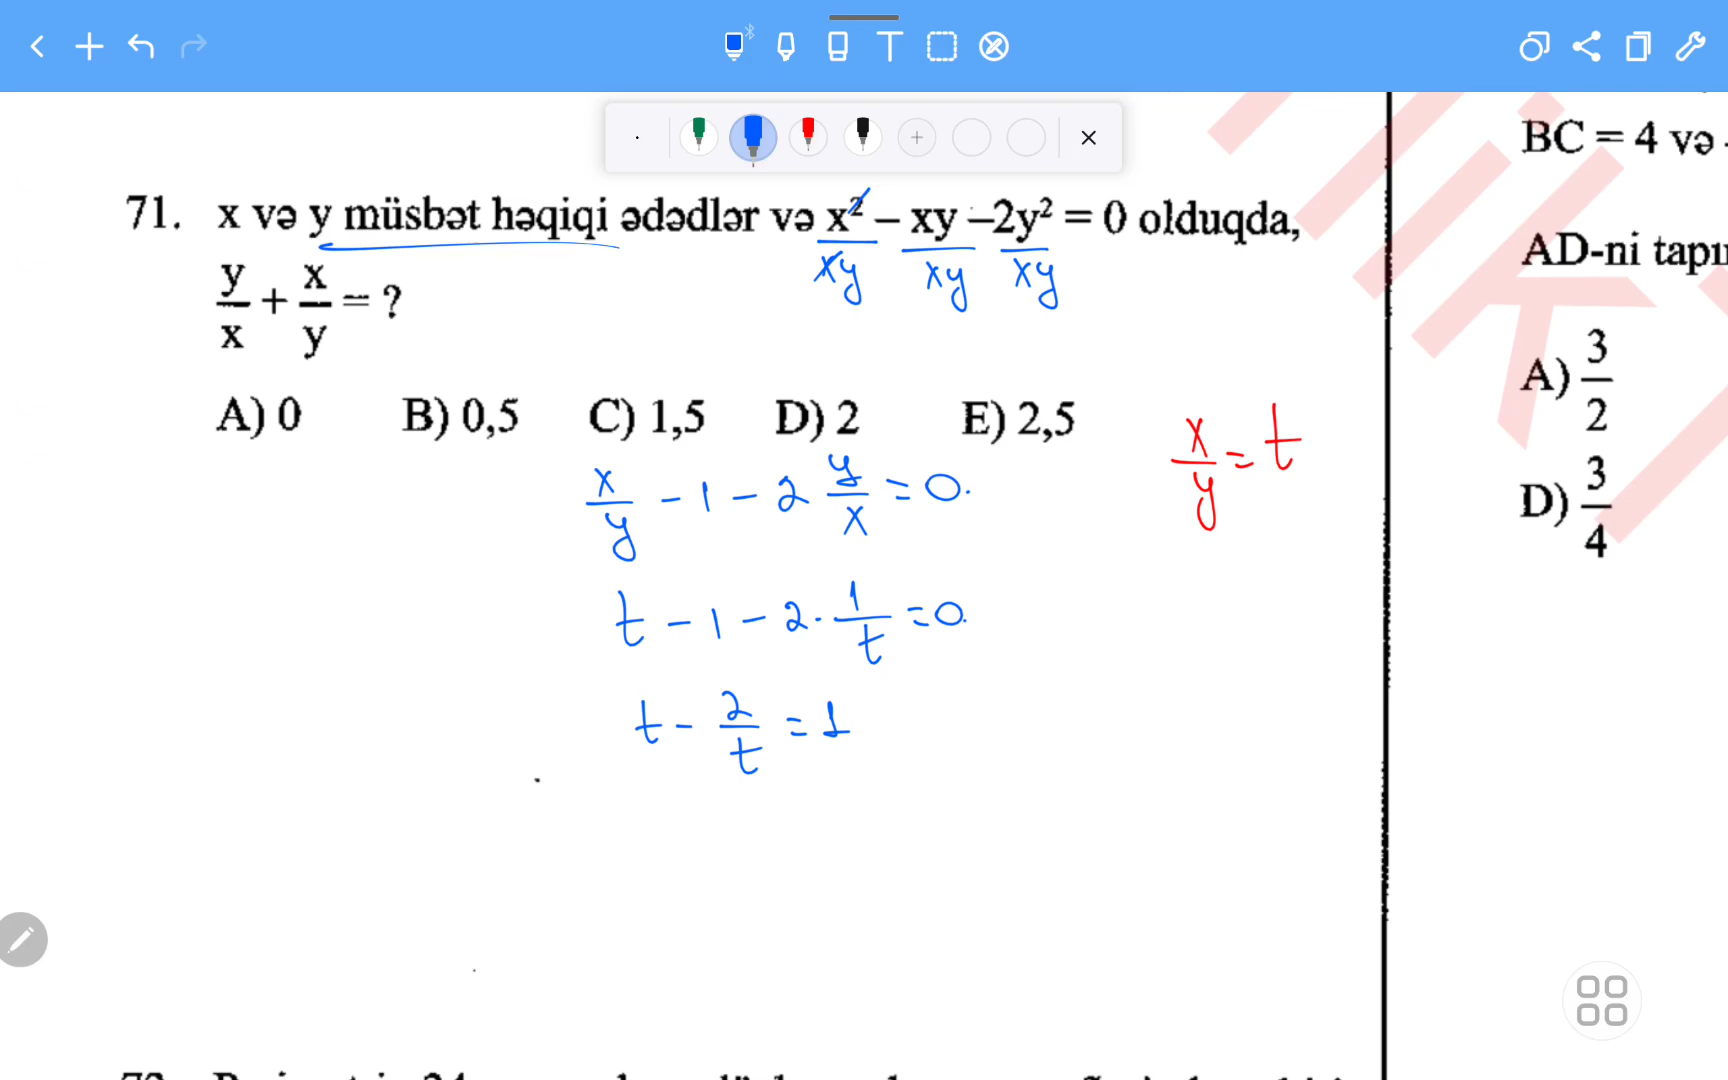 71. x və y müsbət həqiqi ədədlər və x² – xy –2y² = 0 olduqda,
xy xy xy
y/x + x/y = ?
A) 0 B) 0,5 C) 1,5 D) 2 E) 2,5
x/y = t
x/y - 1 - 2 y/x = 0.
t - 1 - 2 · 1/t = 0.
t - 2/t = 1
BC = 4 və
AD-ni tapı
A) 3/2
D) 3/4